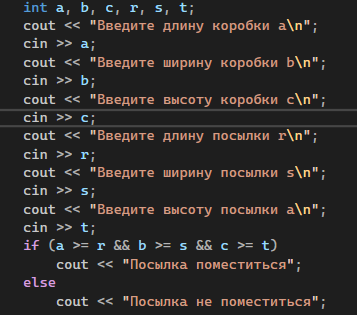 int a, b, c, r, s, t;
cout << "Введите длину коробки a\n";
cin >> a;
cout << "Введите ширину коробки b\n";
cin >> b;
cout << "Введите высоту коробки c\n";
cin >> c;
cout << "Введите длину посылки r\n";
cin >> r;
cout << "Введите ширину посылки s\n";
cin >> s;
cout << "Введите высоту посылки a\n";
cin >> t;
if (a >= r && b >= s && c >= t)
cout << "Посылка поместиться";
else
cout << "Посылка не поместиться";